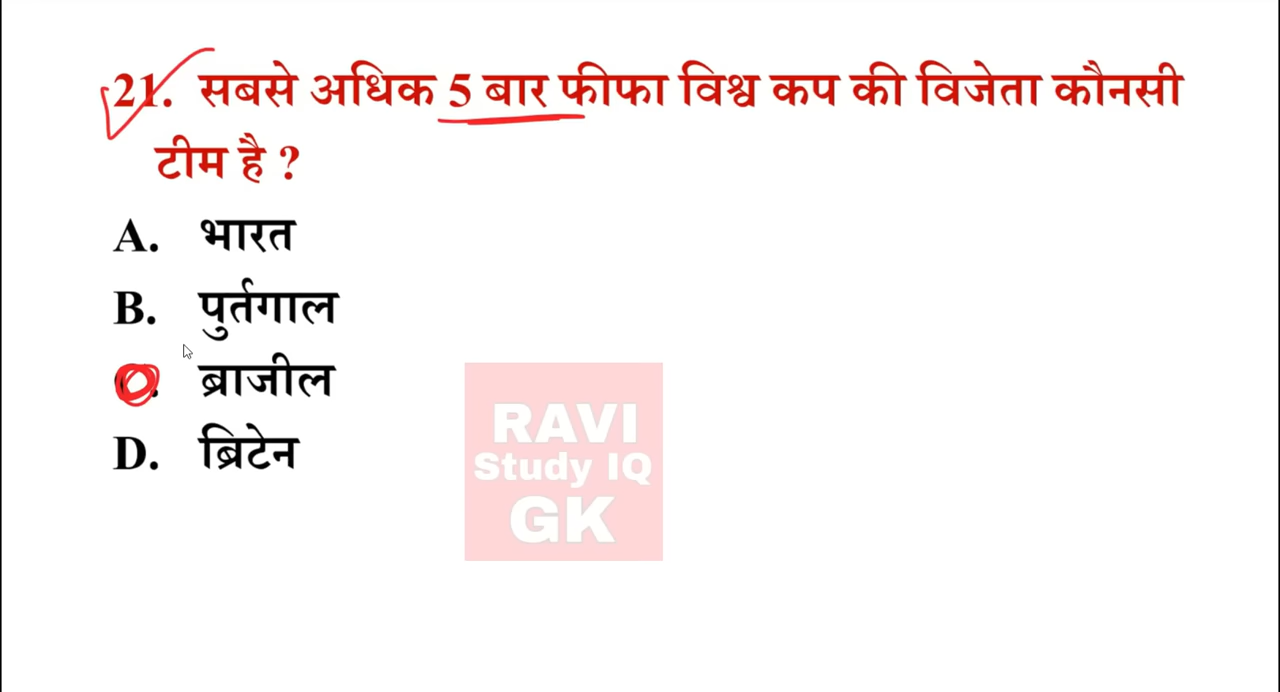 21. सबसे अधिक 5 बार फीफा विश्व कप की विजेता कौनसी
टीम है ?
A. भारत
B. पुर्तगाल
ब्राजील
D. ब्रिटेन
RAVI
Study IQ
GK